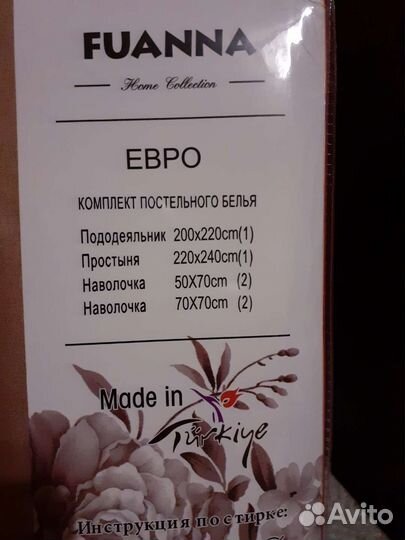 FUANNA
Home Collection
ЕВРО
КОМПЛЕКТ ПОСТЕЛЬНОГО БЕЛЬЯ
Пододеяльник 200x220cm(1)
Простыня 220x240cm(1)
Наволочка 50X70cm (2)
Наволочка 70X70cm (2)
Made in
Türkiye
Инструкция по стирке:
Avito